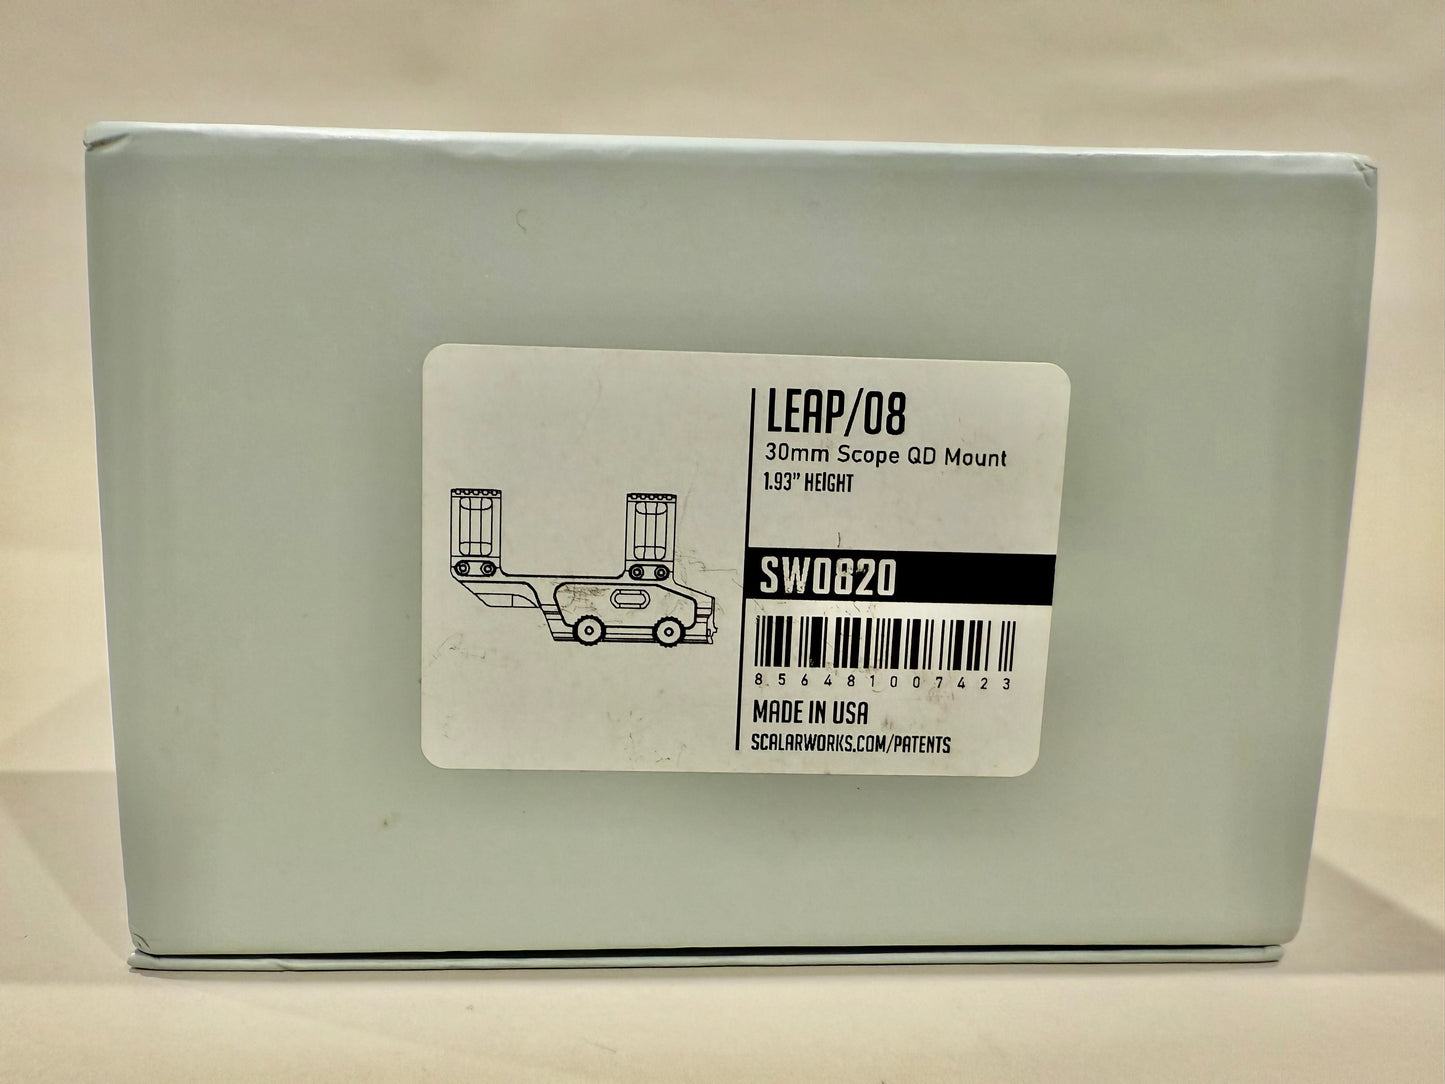 LEAP/08
30mm Scope QD Mount
1.93" HEIGHT
SW0820
856481007423
MADE IN USA
SCALARWORKS.COM/PATENTS